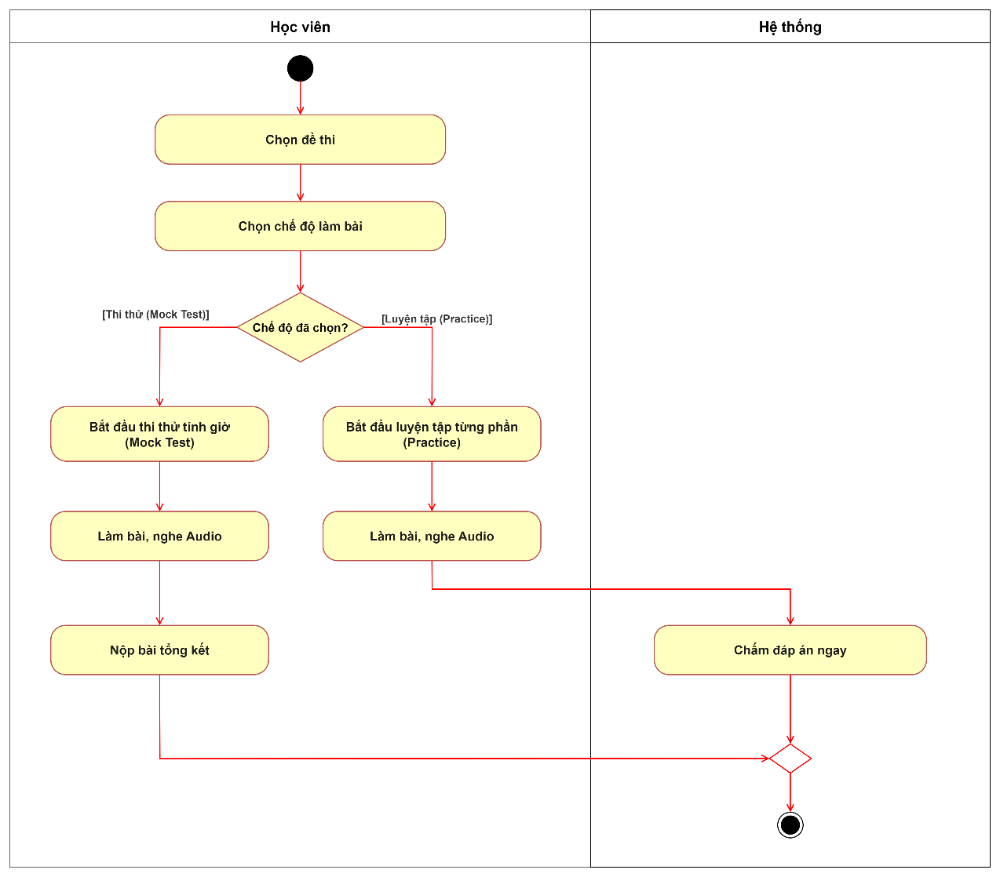 Học viên
Hệ thống
Chọn đề thi
Chọn chế độ làm bài
[Thi thử (Mock Test)]
Chế độ đã chọn?
[Luyện tập (Practice)]
Bắt đầu thi thử tính giờ
(Mock Test)
Bắt đầu luyện tập từng phần
(Practice)
Làm bài, nghe Audio
Làm bài, nghe Audio
Nộp bài tổng kết
Chấm đáp án ngay